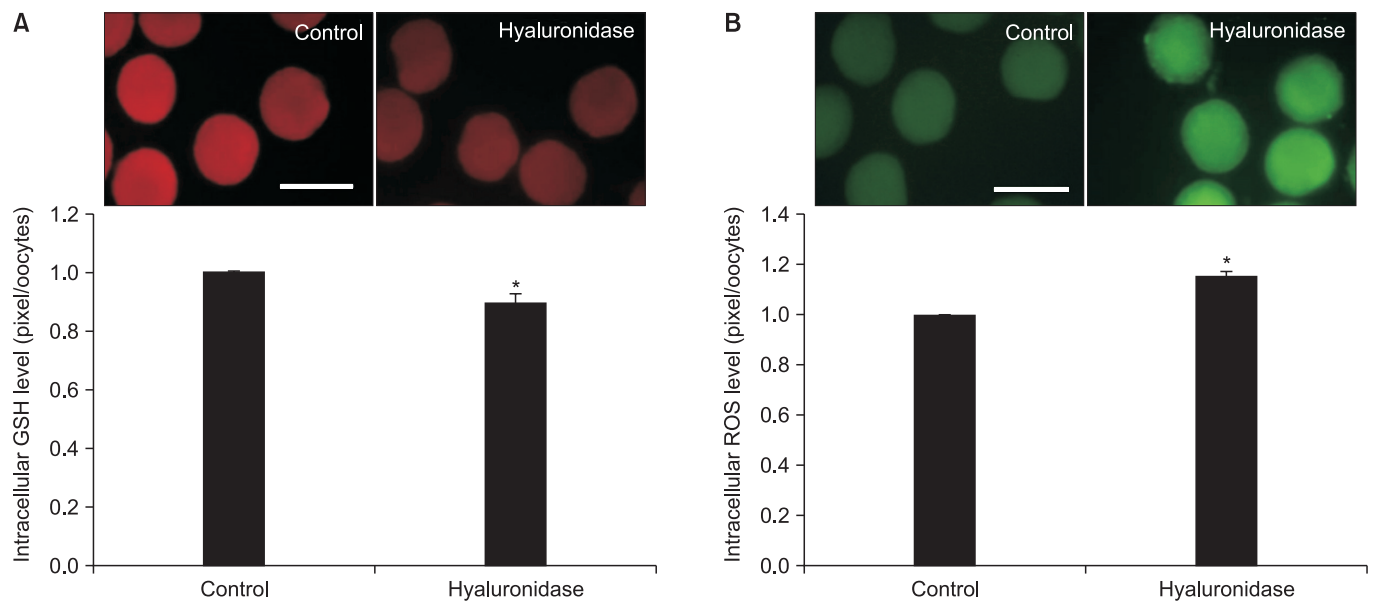 A
Control
Hyaluronidase
Intracellular GSH level (pixel/oocytes)
1.2
1.0
0.8
0.6
0.4
0.2
0.0
*
Control
Hyaluronidase
B
Control
Hyaluronidase
Intracellular ROS level (pixel/oocytes)
1.4
1.2
1.0
0.8
0.6
0.4
0.2
0.0
*
Control
Hyaluronidase